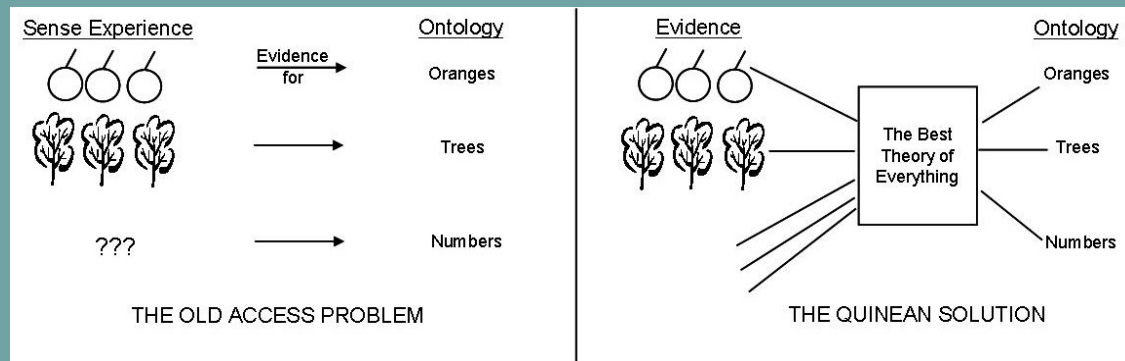 Sense Experience
Ontology
Evidence
for
Oranges
Trees
???
Numbers
THE OLD ACCESS PROBLEM
Evidence
Ontology
Oranges
The Best
Theory of
Everything
Trees
Numbers
THE QUINEAN SOLUTION